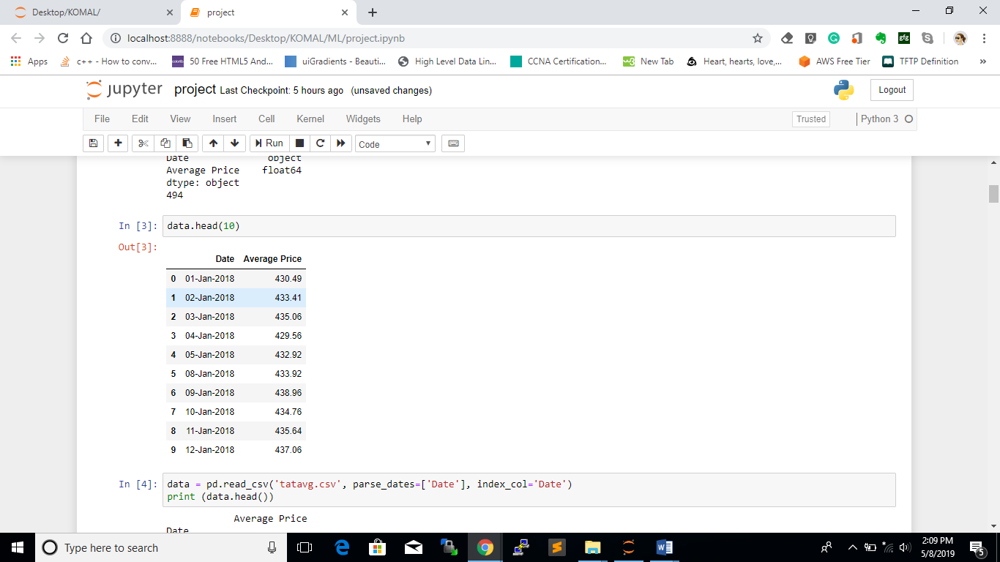 Desktop/KOMAL/
project
localhost:8888/notebooks/Desktop/KOMAL/ML/project.ipynb
gfg
Apps
c++ - How to conv...
colorlib
50 Free HTML5 And...
uiGradients - Beauti...
High Level Data Lin...
CCNA Certification...
New Tab
Heart, hearts, love,...
AWS Free Tier
TFTP Definition
jupyter project Last Checkpoint: 5 hours ago (unsaved changes)
Logout
File Edit View Insert Cell Kernel Widgets Help
Trusted
Python 3
Run
Code
Date object
Average Price float64
dtype: object
494
In [3]: data.head(10)
Out[3]:
Date Average Price
0 01-Jan-2018 430.49
1 02-Jan-2018 433.41
2 03-Jan-2018 435.06
3 04-Jan-2018 429.56
4 05-Jan-2018 432.92
5 08-Jan-2018 433.92
6 09-Jan-2018 438.96
7 10-Jan-2018 434.76
8 11-Jan-2018 435.64
9 12-Jan-2018 437.06
In [4]: data = pd.read_csv('tatavg.csv', parse_dates=['Date'], index_col='Date')
print (data.head())
Average Price
Date
Type here to search
2:09 PM
5/8/2019
5